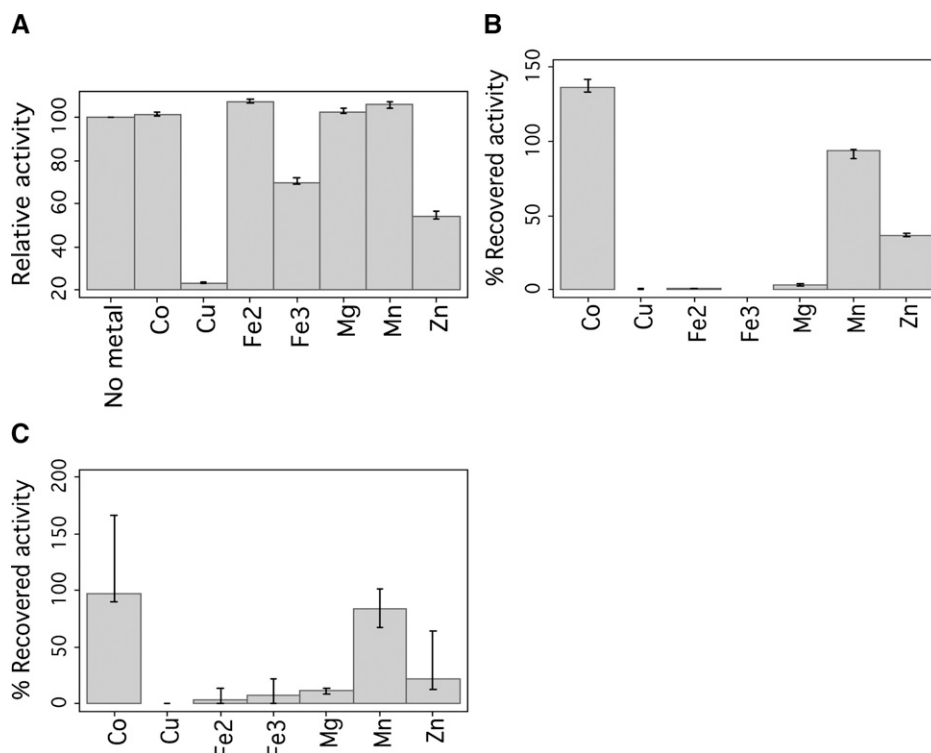 A
Relative activity
100
80
60
40
20
No metal
Co
Cu
Fe2
Fe3
Mg
Mn
Zn
B
% Recovered activity
150
100
50
0
Co
Cu
Fe2
Fe3
Mg
Mn
Zn
C
% Recovered activity
200
150
100
50
0
Co
Cu
Fe2
Fe3
Mg
Mn
Zn